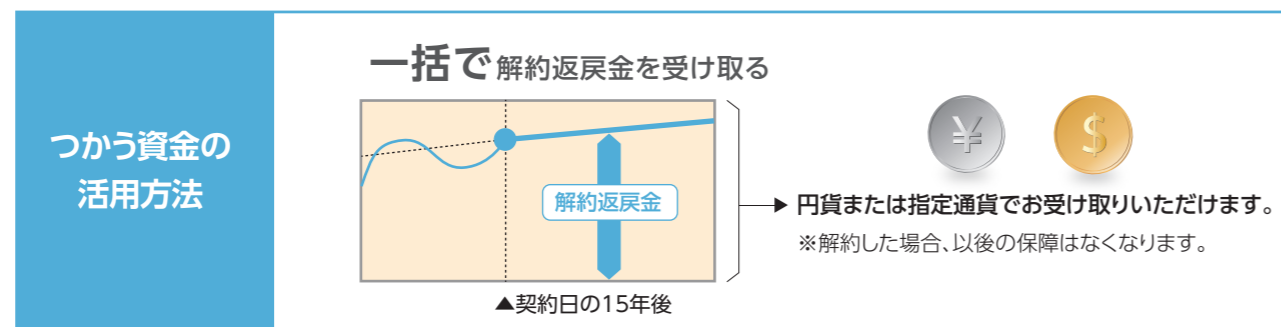 つかう資金の
活用方法
一括で解約返戻金を受け取る
解約返戻金
▲契約日の15年後
¥
$
円貨または指定通貨でお受け取りいただけます。
※解約した場合、以後の保障はなくなります。